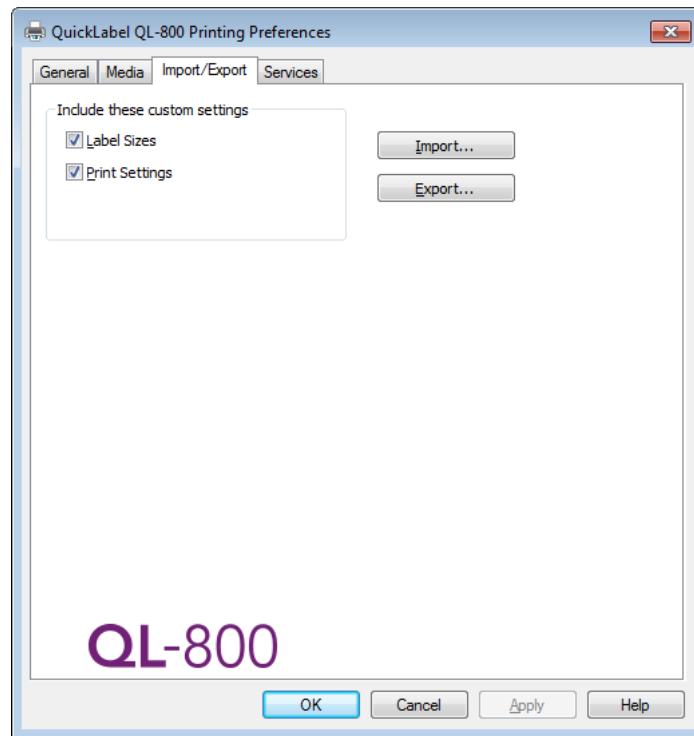 QuickLabel QL-800 Printing Preferences
General Media Import/Export Services
Include these custom settings
Label Sizes
Import...
Print Settings
Export...
QL-800
OK Cancel Apply Help